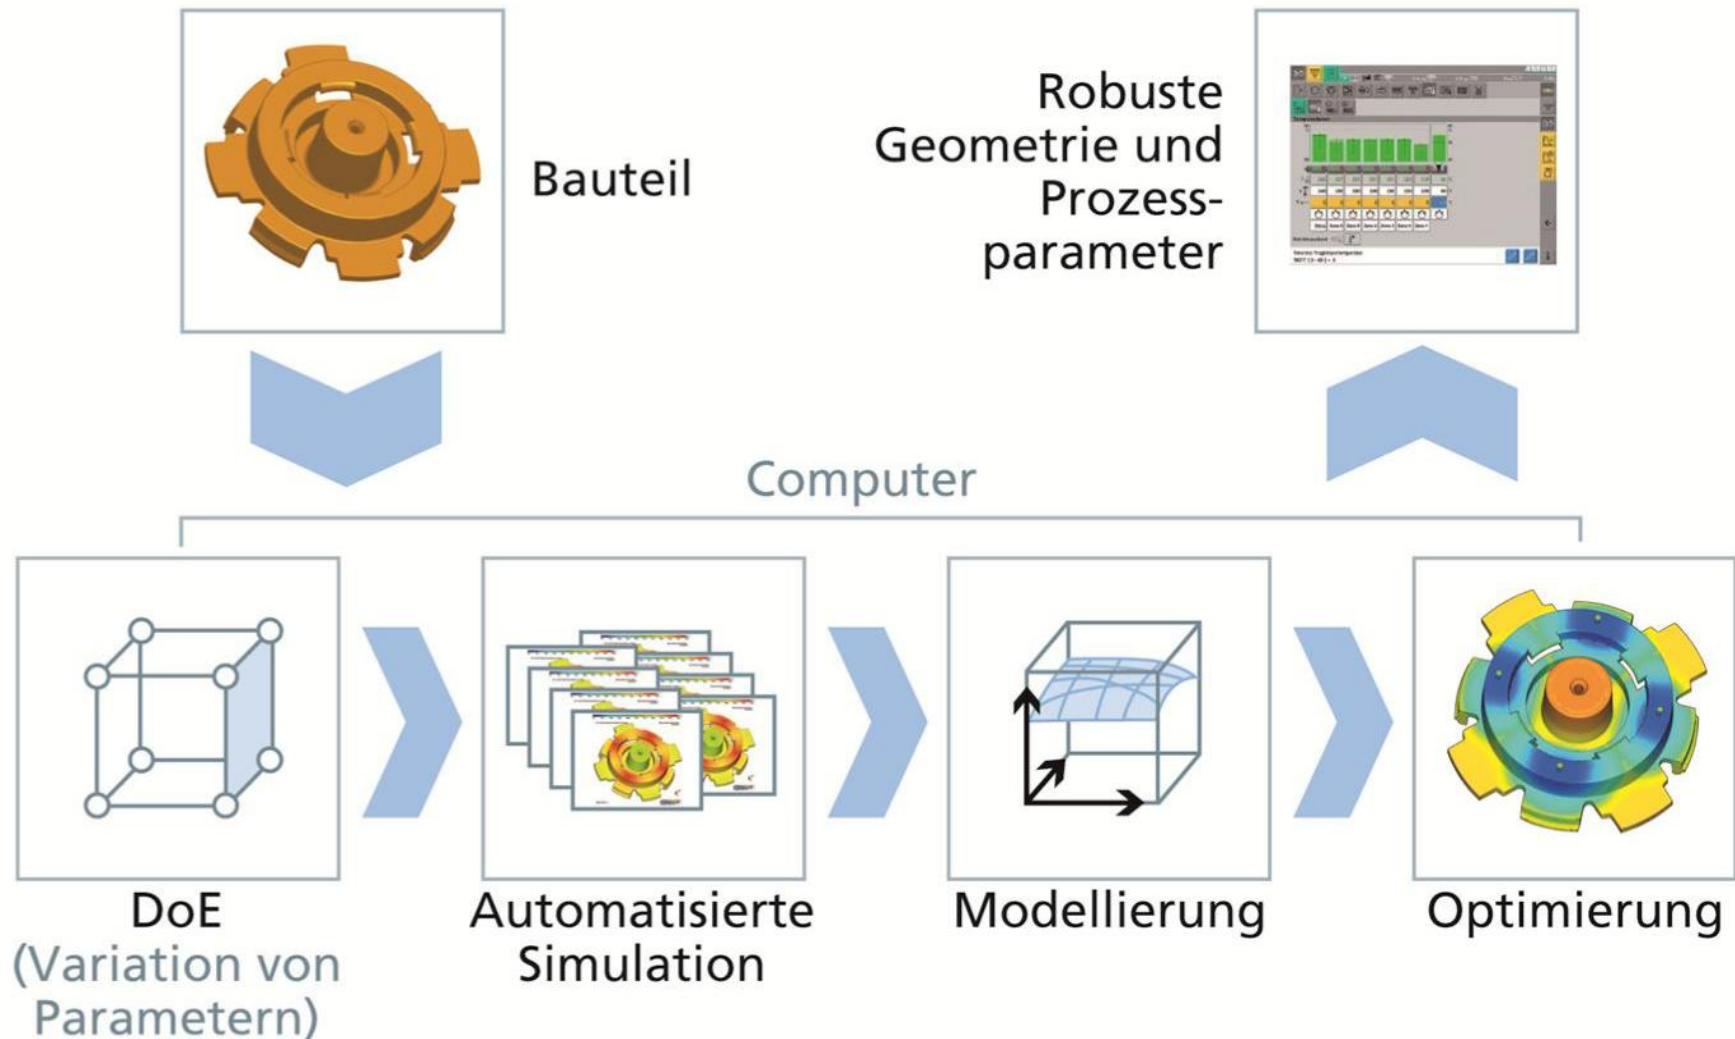 Bauteil
Robuste
Geometrie und
Prozess-
parameter
Computer
DoE
(Variation von
Parametern)
Automatisierte
Simulation
Modellierung
Optimierung